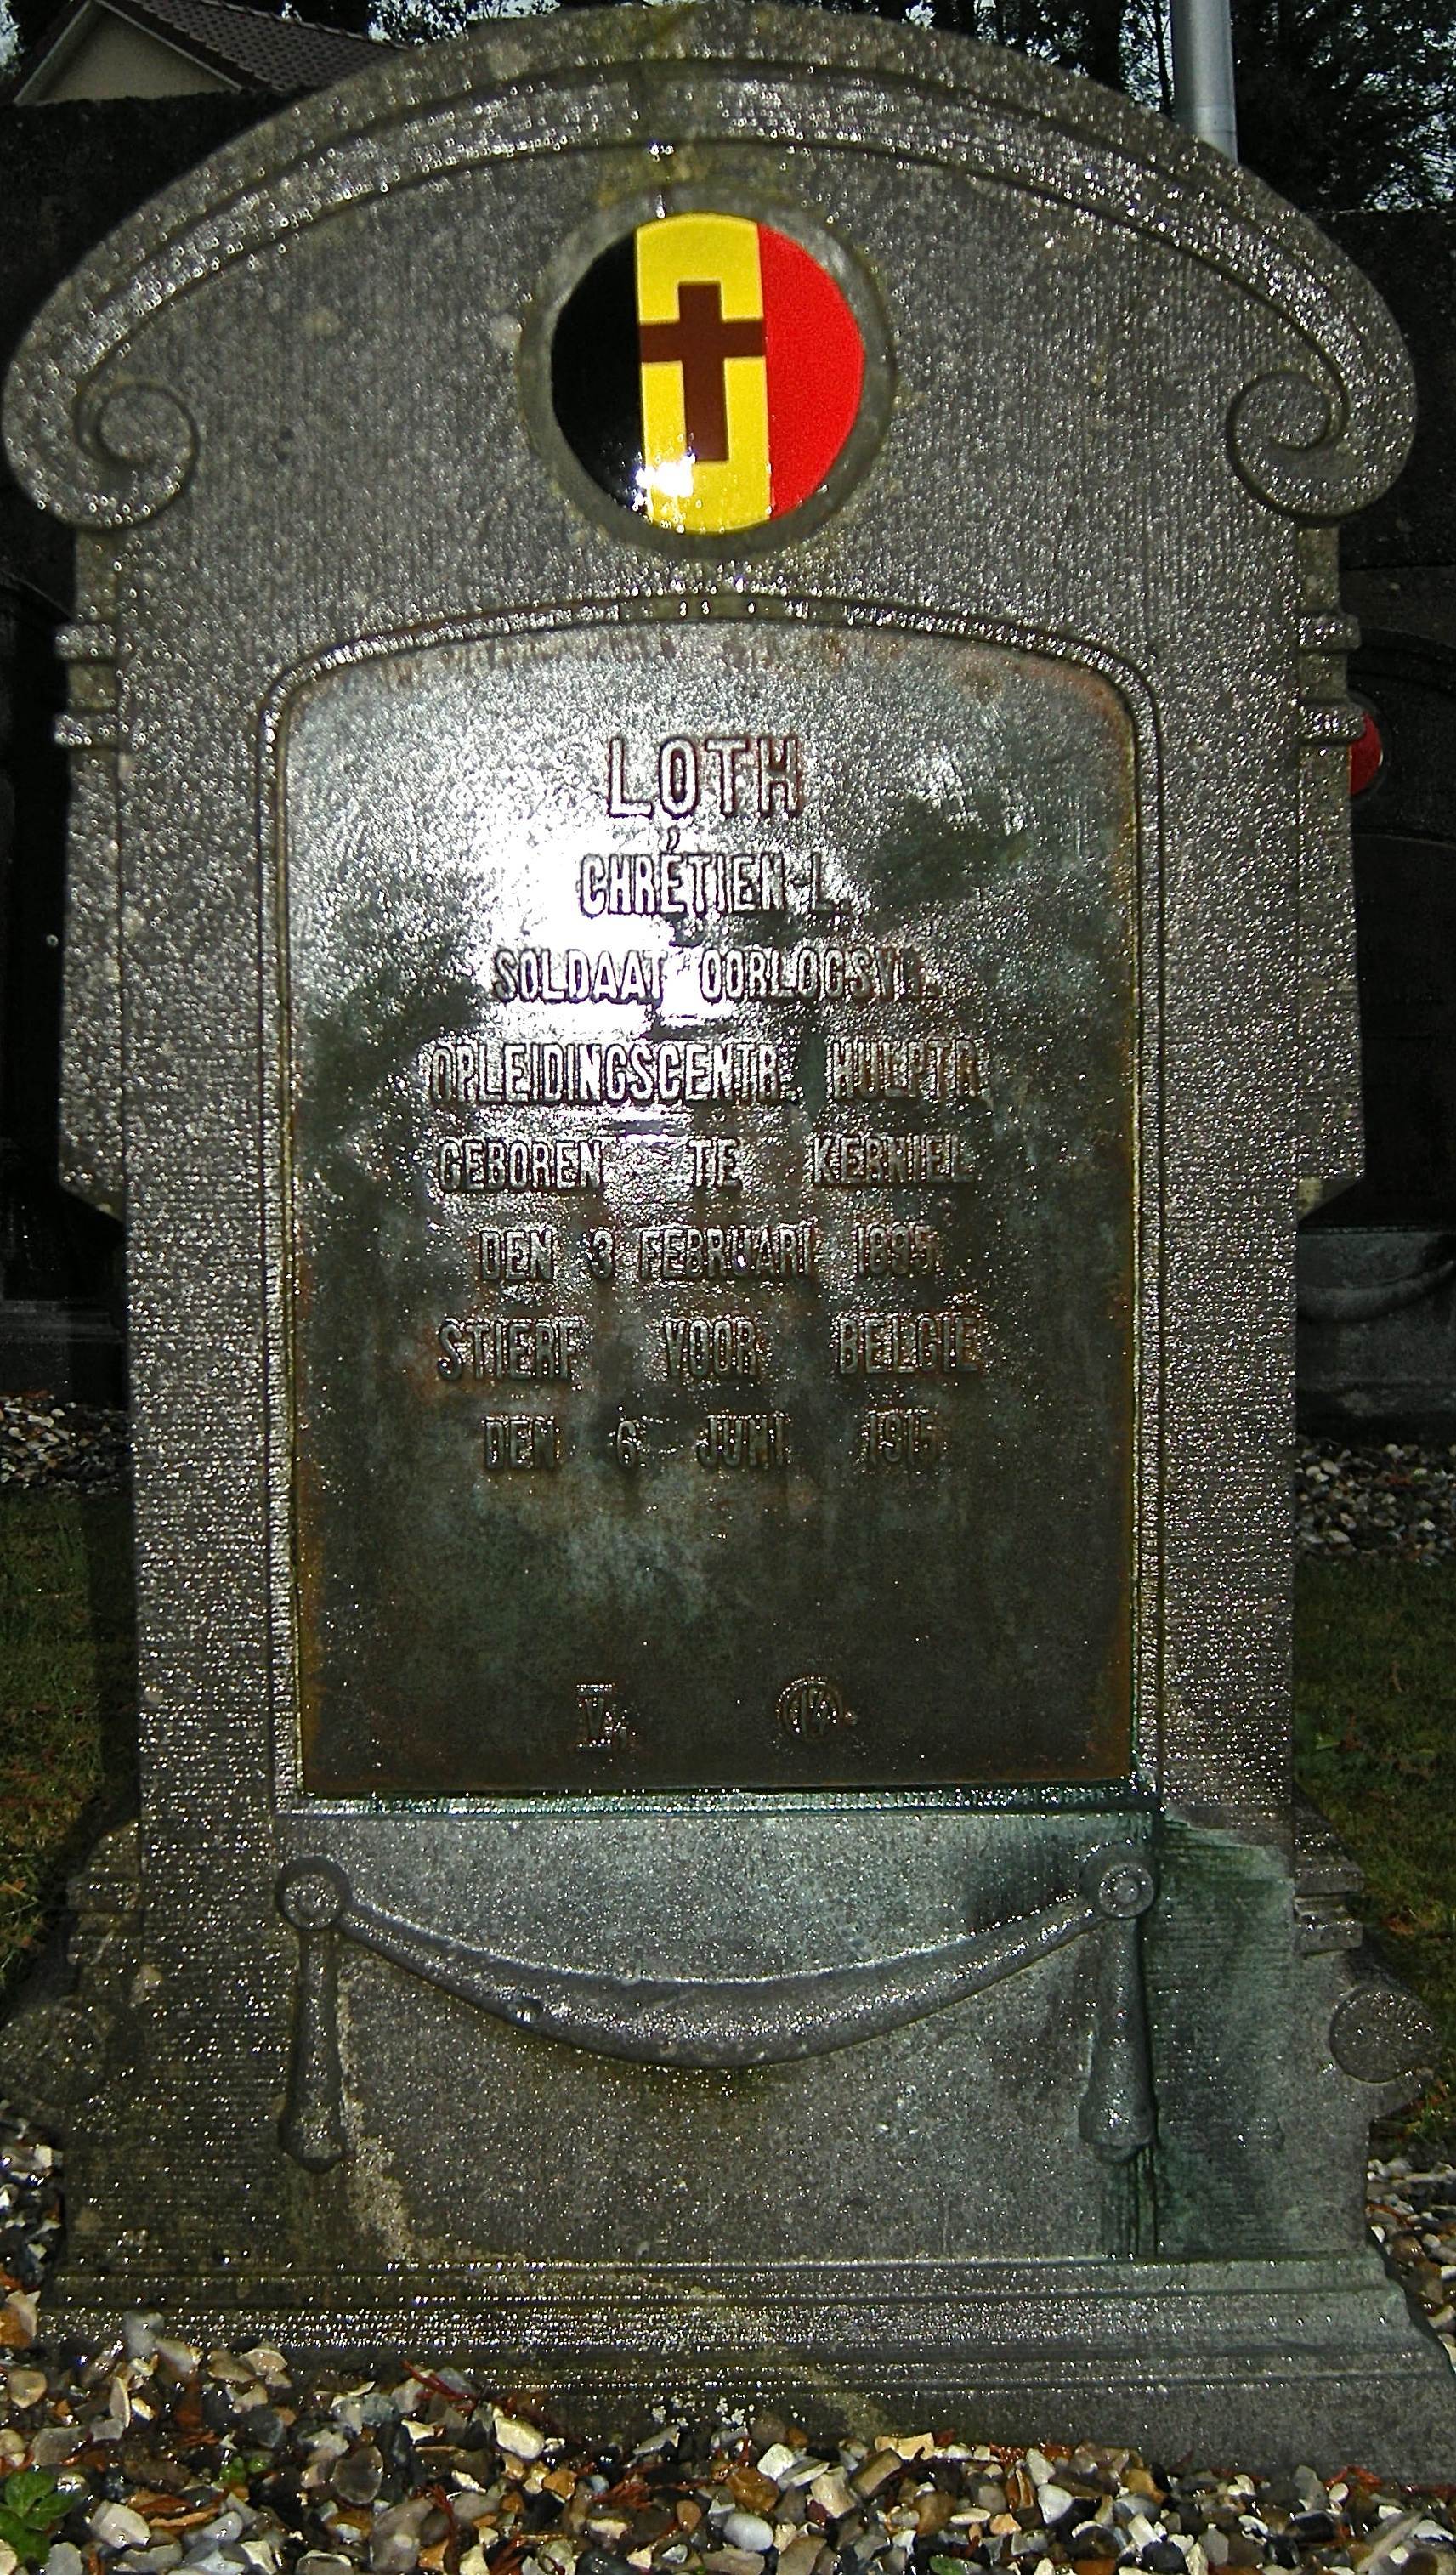 LOTH
CHRÉTIEN-L.
SOLDAAT OORLOGSVR.
OPLEIDINGSCENTR. HULPTR.
GEBOREN TE KERNIEL
DEN 3 FEBRUARI 1895
STIERF VOOR BELGIË
DEN 6 JUNI 1915
V.